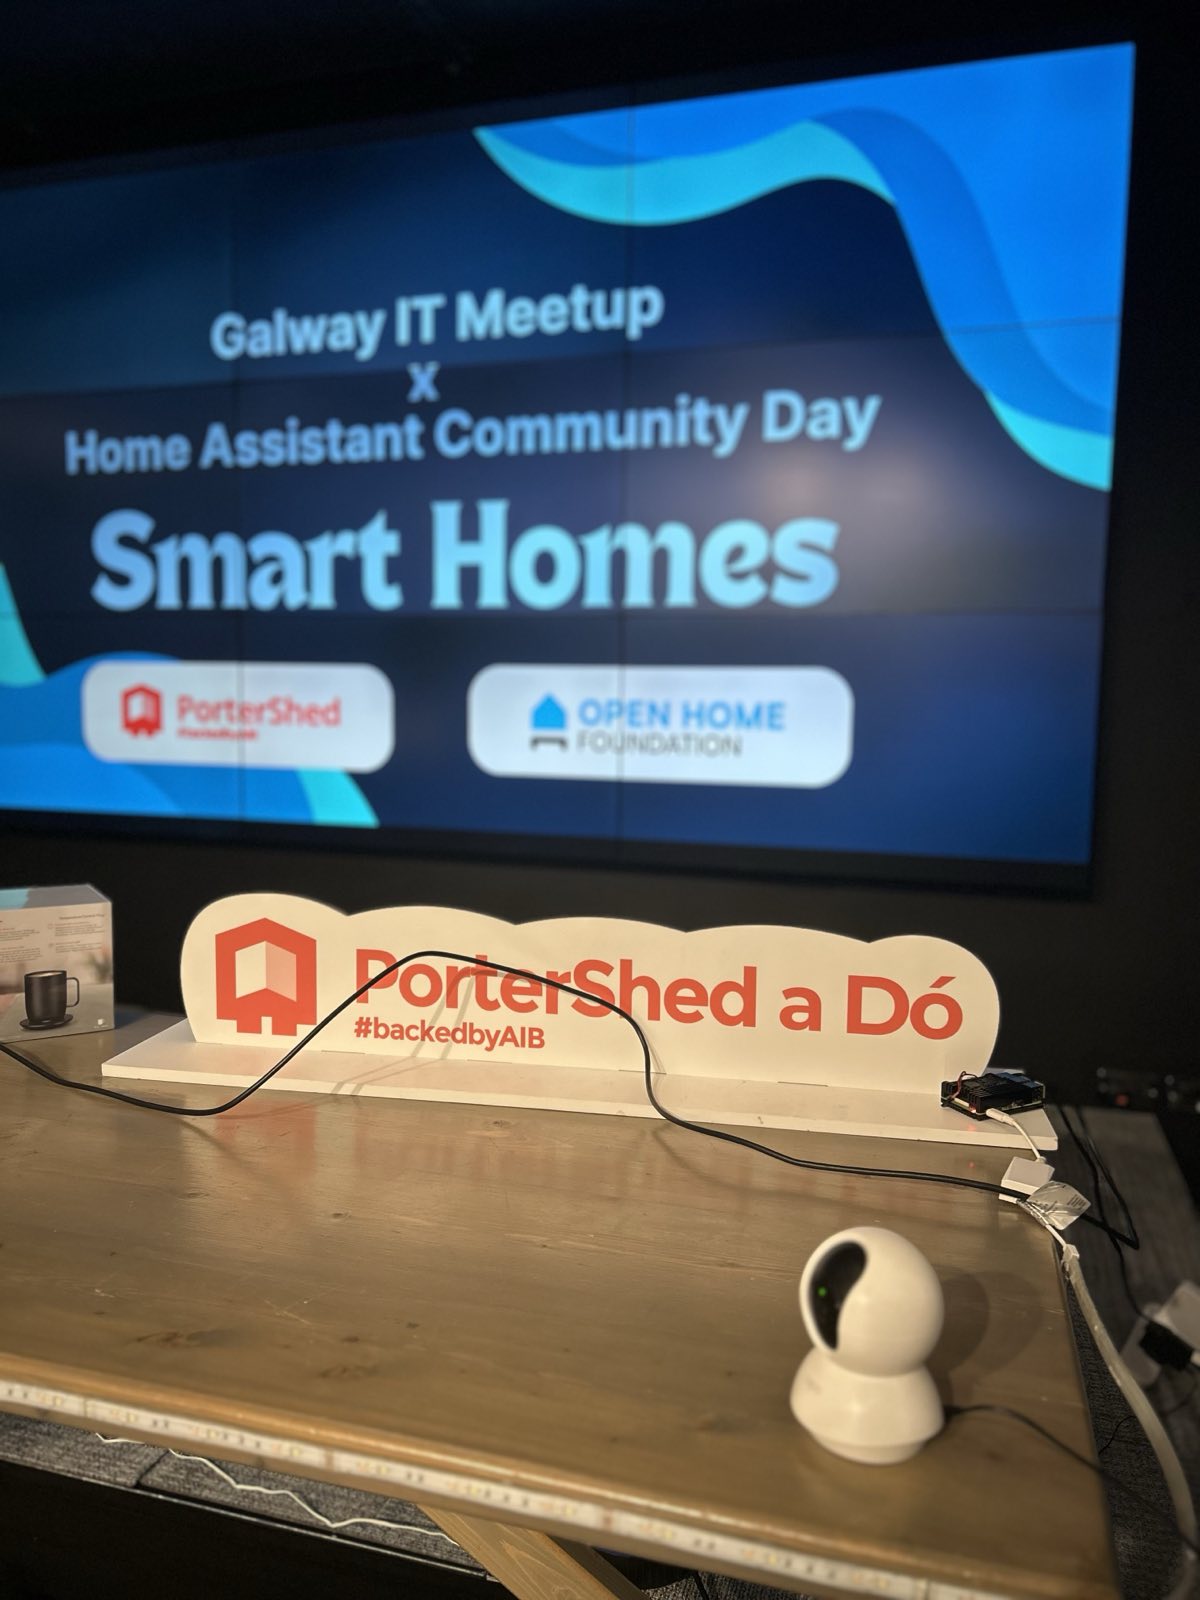 Galway IT Meetup
X
Home Assistant Community Day
Smart Homes
PorterShed
OPEN HOME
FOUNDATION
PorterShed a Dó
#backedbyAIB